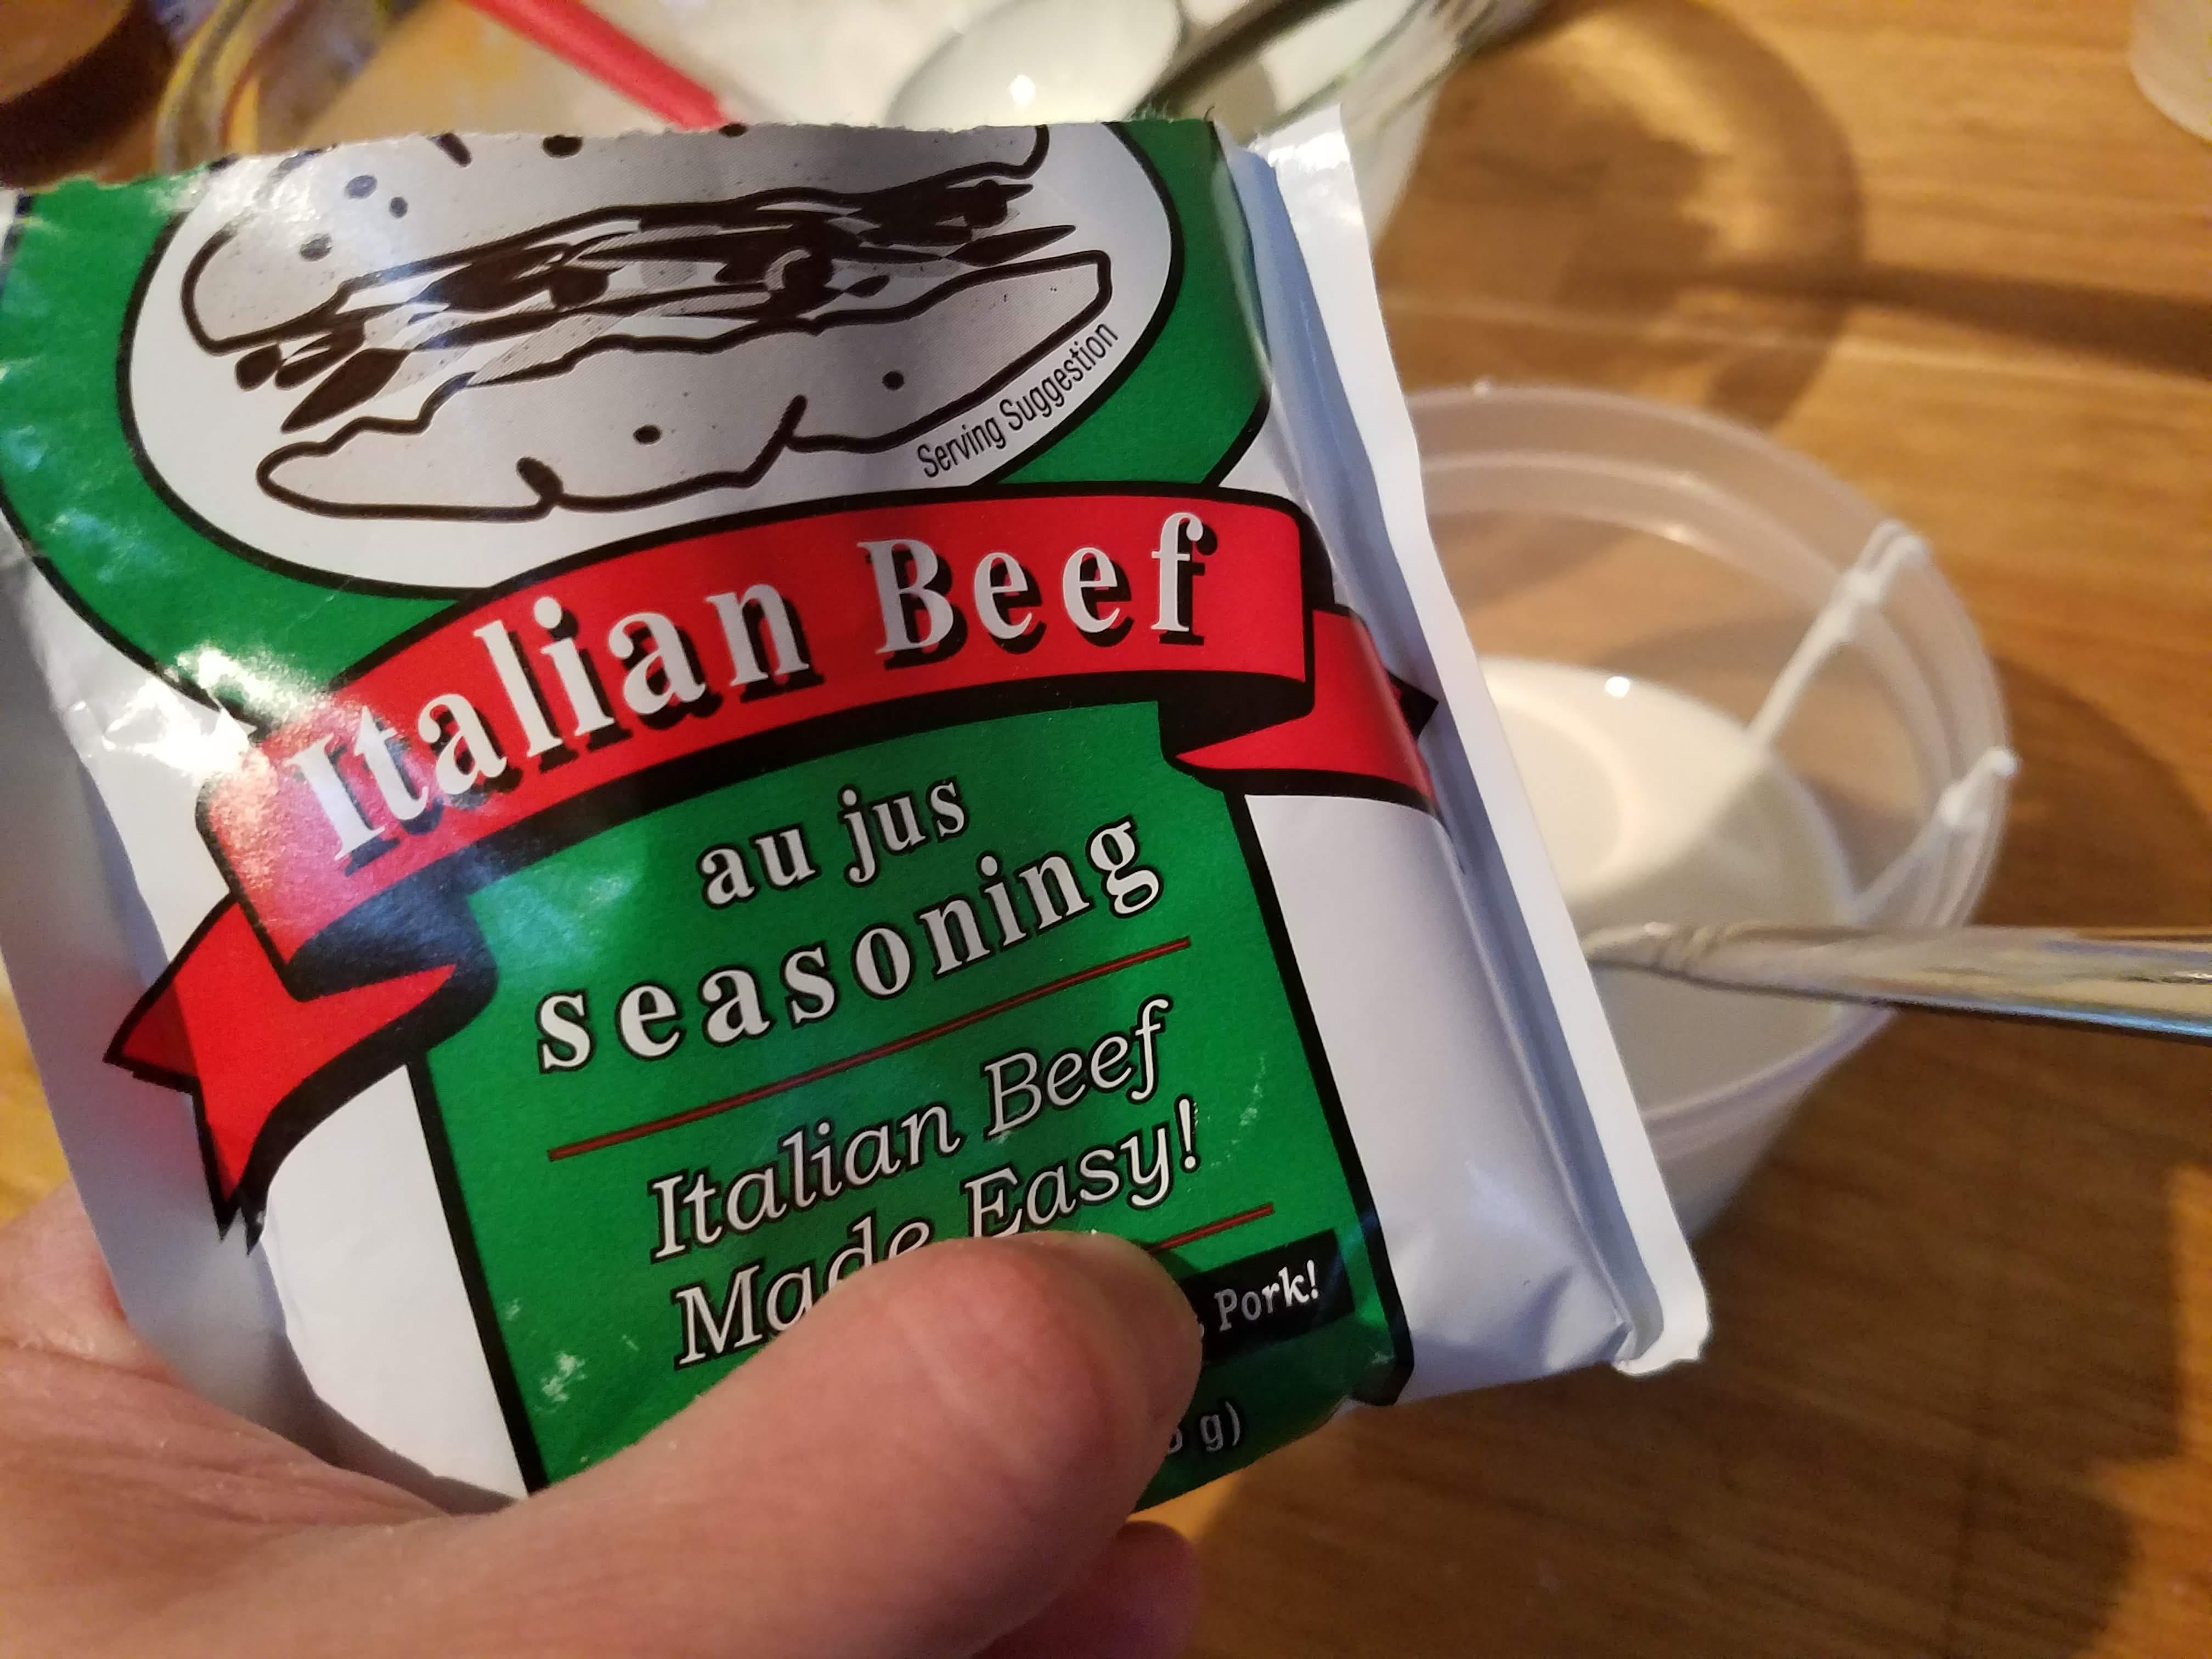 Serving Suggestion
Italian Beef
au jus
seasoning
Italian Beef
Made Easy!
Pork!
g)